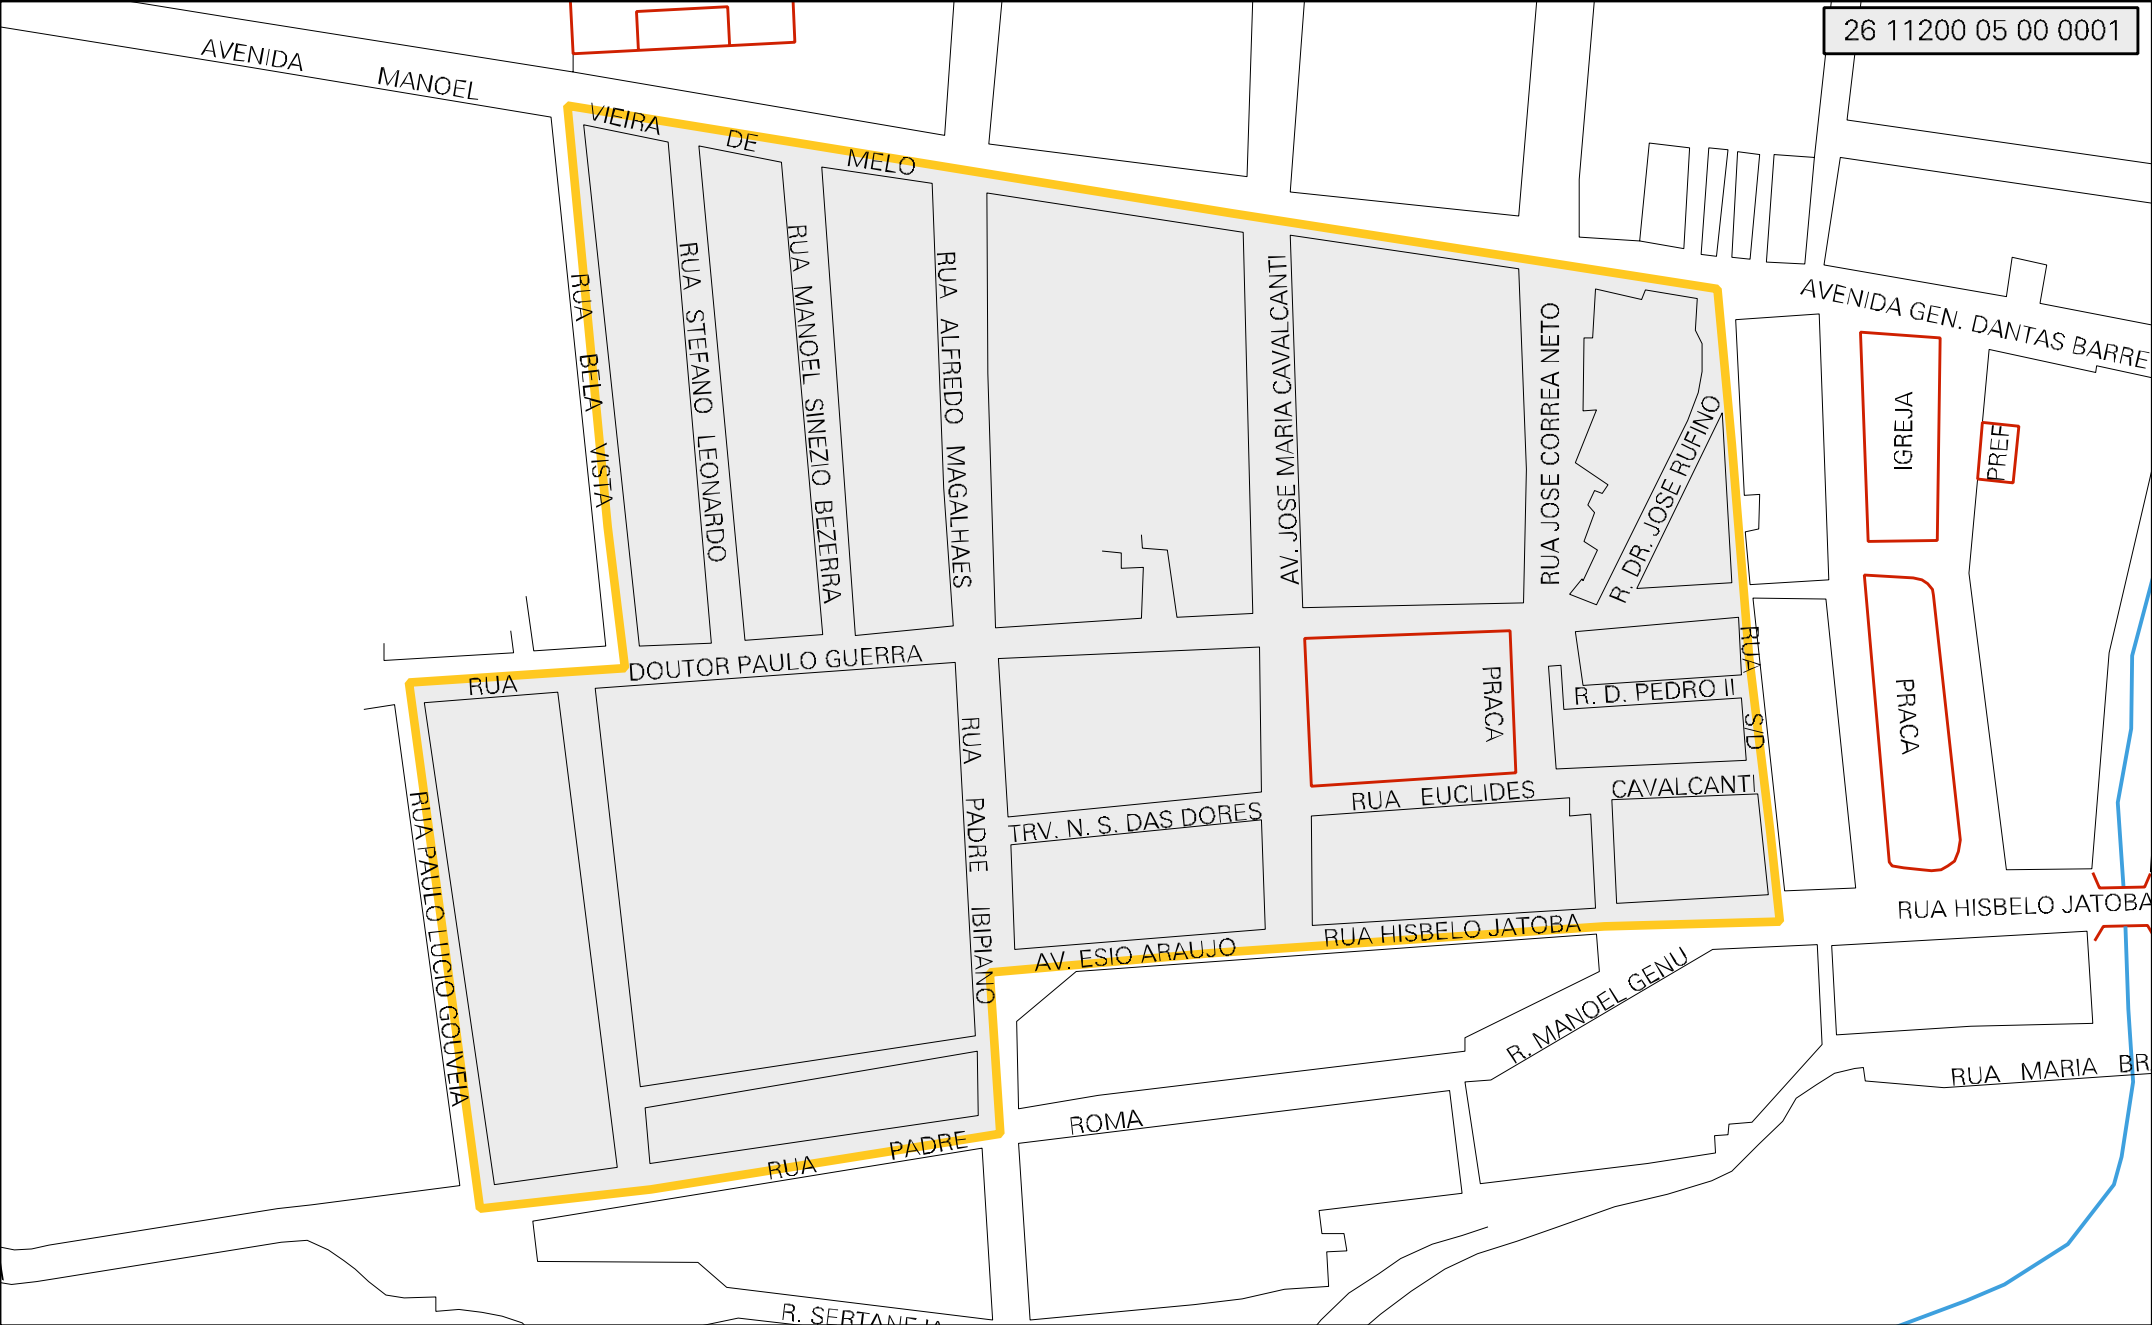 26 11200 05 00 0001
AVENIDA MANOEL VIEIRA DE MELO
AVENIDA GEN. DANTAS BARRE
RUA BELA VISTA
RUA STEFANO LEONARDO
RUA MANOEL SINEZIO BEZERRA
RUA ALFREDO MAGALHAES
AV. JOSE MARIA CAVALCANTI
RUA JOSE CORREA NETO
R. DR. JOSE RUFINO
IGREJA
PREF
RUA DOUTOR PAULO GUERRA
PRACA
R. D. PEDRO II
RUA S/D
PRACA
RUA EUCLIDES CAVALCANTI
TRV. N. S. DAS DORES
RUA PADRE IBIPIANO
RUA PAULO LUCIO GOUVEIA
AV. ESIO ARAUJO
RUA HISBELO JATOBA
RUA HISBELO JATOBA
R. MANOEL GENU
RUA MARIA BR
RUA PADRE ROMA
R. SERTANEJA